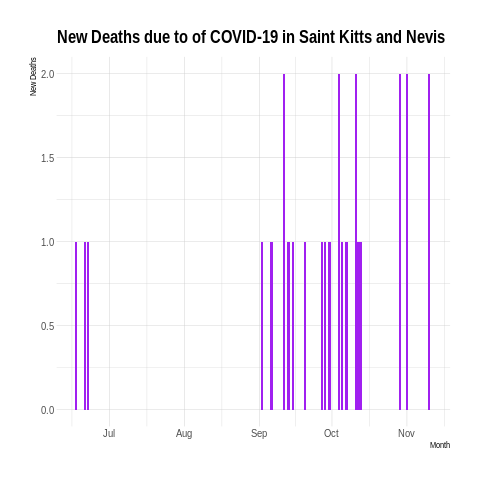 New Deaths due to of COVID-19 in Saint Kitts and Nevis
New Deaths
2.0
1.5
1.0
0.5
0.0
Jul Aug Sep Oct Nov
Month